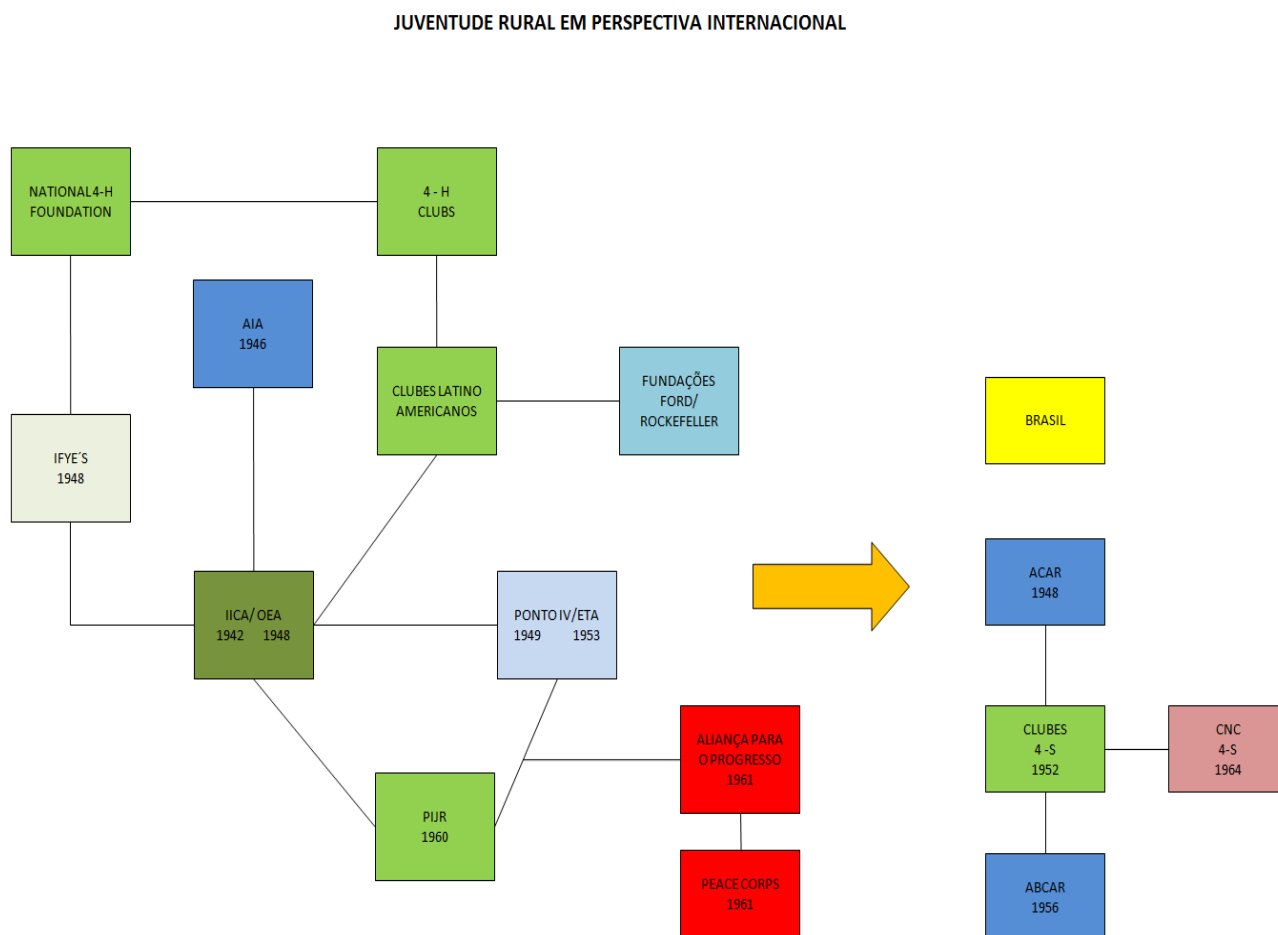 JUVENTUDE RURAL EM PERSPECTIVA INTERNACIONAL
NATIONAL 4-H
FOUNDATION
4 - H
CLUBS
AIA
1946
CLUBES LATINO
AMERICANOS
FUNDAÇÕES
FORD/
ROCKEFELLER
BRASIL
IFYE´S
1948
ACAR
1948
IICA/ OEA
1942 1948
PONTO IV/ETA
1949 1953
ALIANÇA PARA
O PROGRESSO
1961
CLUBES
4 -S
1952
CNC
4-S
1964
PIJR
1960
PEACE CORPS
1961
ABCAR
1956